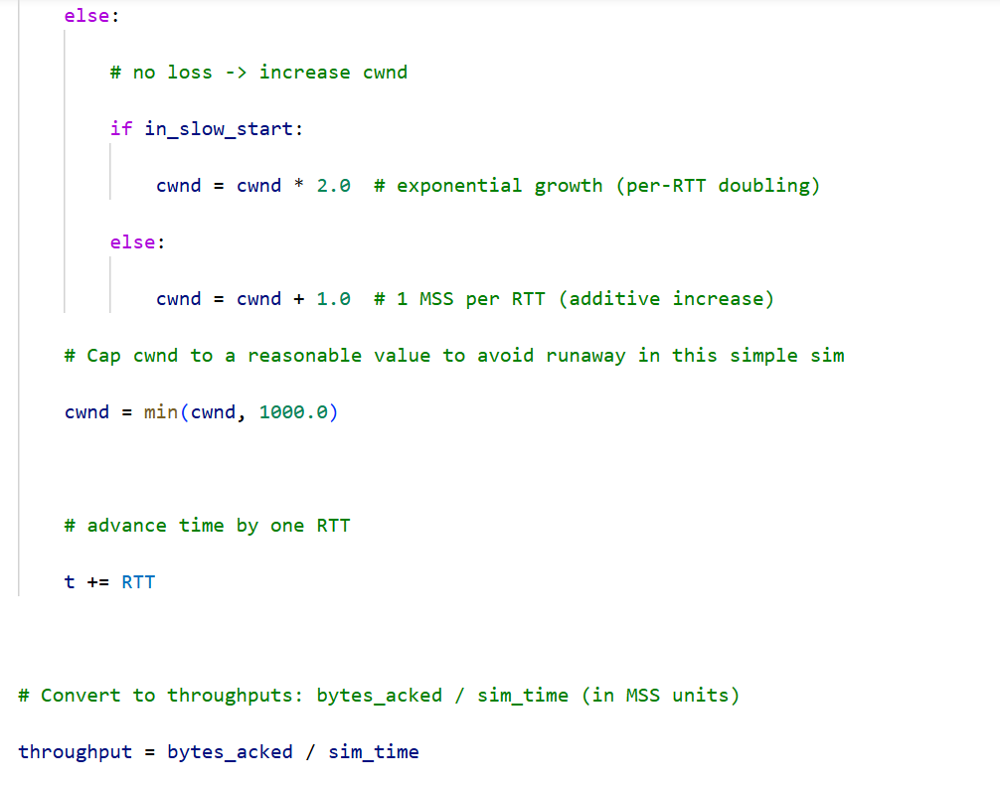 else:
# no loss -> increase cwnd
if in_slow_start:
cwnd = cwnd * 2.0  # exponential growth (per-RTT doubling)
else:
cwnd = cwnd + 1.0  # 1 MSS per RTT (additive increase)
# Cap cwnd to a reasonable value to avoid runaway in this simple sim
cwnd = min(cwnd, 1000.0)
# advance time by one RTT
t += RTT
# Convert to throughputs: bytes_acked / sim_time (in MSS units)
throughput = bytes_acked / sim_time